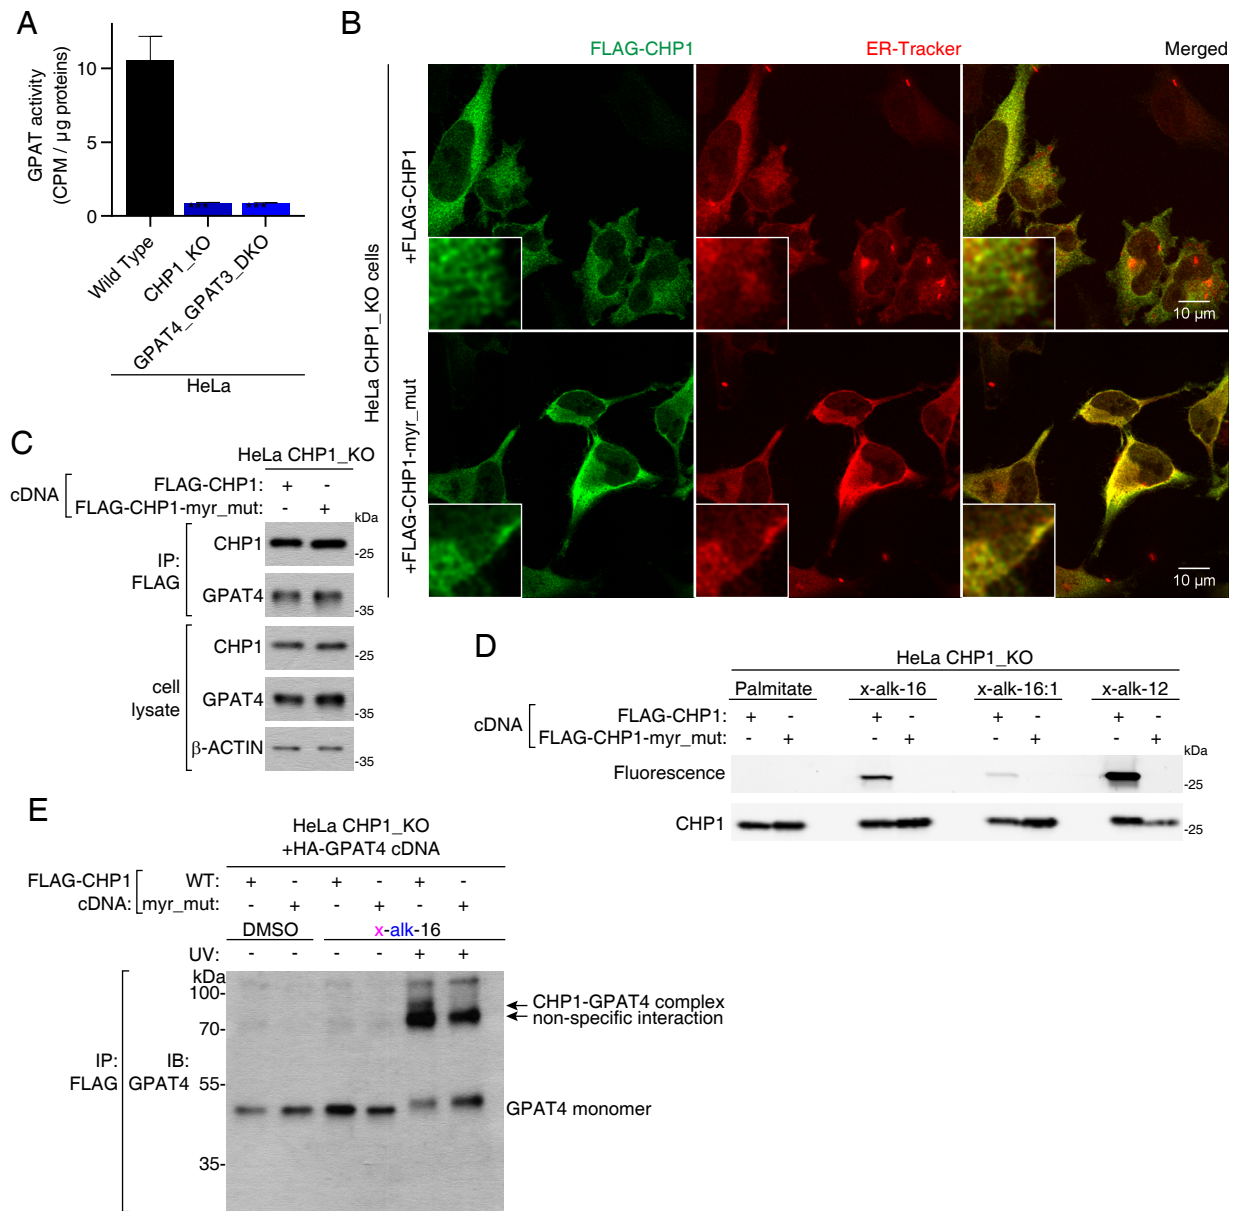 A
GPAT activity
(CPM / µg proteins)
10
5
0
Wild Type
CHP1_KO
GPAT4_GPAT3_DKO
HeLa
B
FLAG-CHP1
ER-Tracker
Merged
HeLa CHP1_KO cells
+FLAG-CHP1
10 µm
+FLAG-CHP1-myr_mut
10 µm
C
HeLa CHP1_KO
cDNA
FLAG-CHP1: + -
FLAG-CHP1-myr_mut: - +
kDa
IP:
FLAG
CHP1 -25
GPAT4 -35
cell
lysate
CHP1 -25
GPAT4 -35
β-ACTIN -35
D
HeLa CHP1_KO
Palmitate x-alk-16 x-alk-16:1 x-alk-12
cDNA
FLAG-CHP1: + - + - + - + -
FLAG-CHP1-myr_mut: - + - + - + - +
kDa
Fluorescence -25
CHP1 -25
E
HeLa CHP1_KO
+HA-GPAT4 cDNA
FLAG-CHP1 WT: + - + - + -
cDNA: myr_mut: - + - + - +
DMSO x-alk-16
UV: - - - - + +
kDa
100-
CHP1-GPAT4 complex
non-specific interaction
70-
IP:
FLAG
IB:
GPAT4
55-
GPAT4 monomer
35-